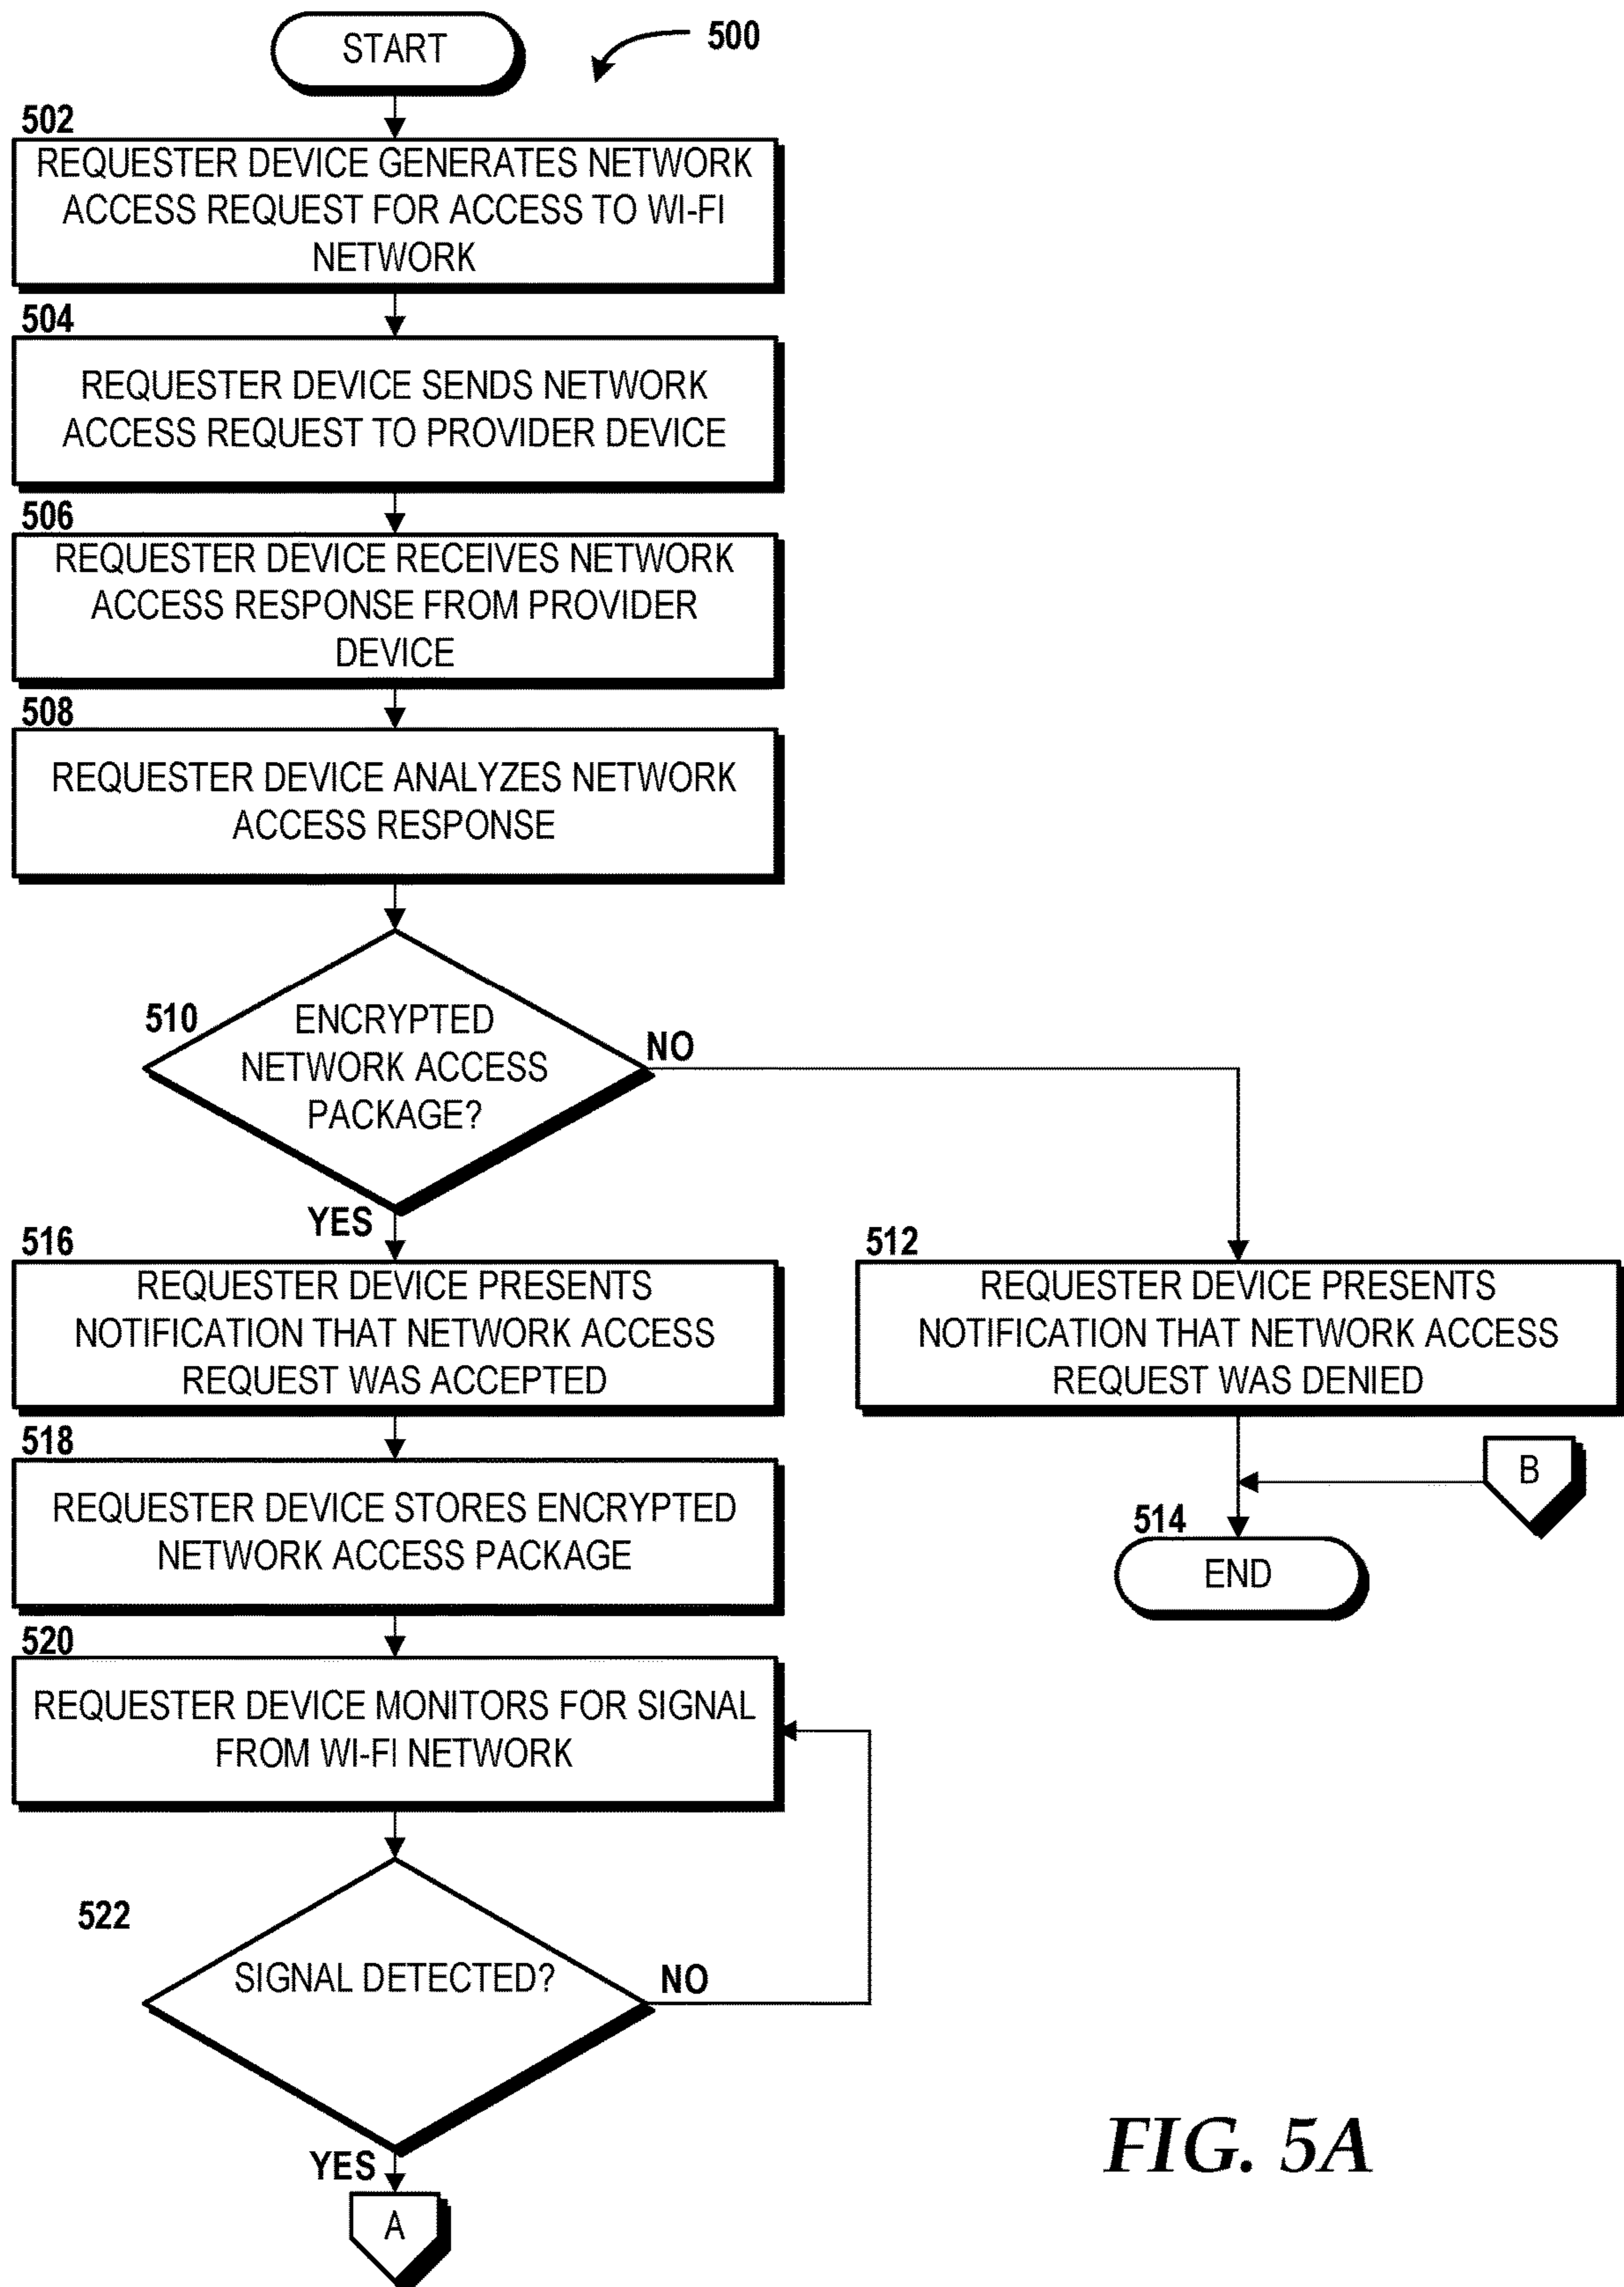 START
500
502
REQUESTER DEVICE GENERATES NETWORK
ACCESS REQUEST FOR ACCESS TO WI-FI
NETWORK
504
REQUESTER DEVICE SENDS NETWORK
ACCESS REQUEST TO PROVIDER DEVICE
506
REQUESTER DEVICE RECEIVES NETWORK
ACCESS RESPONSE FROM PROVIDER
DEVICE
508
REQUESTER DEVICE ANALYZES NETWORK
ACCESS RESPONSE
510
ENCRYPTED
NETWORK ACCESS
PACKAGE?
NO
YES
516
REQUESTER DEVICE PRESENTS
NOTIFICATION THAT NETWORK ACCESS
REQUEST WAS ACCEPTED
512
REQUESTER DEVICE PRESENTS
NOTIFICATION THAT NETWORK ACCESS
REQUEST WAS DENIED
518
REQUESTER DEVICE STORES ENCRYPTED
NETWORK ACCESS PACKAGE
B
514
END
520
REQUESTER DEVICE MONITORS FOR SIGNAL
FROM WI-FI NETWORK
522
SIGNAL DETECTED?
NO
YES
A
FIG. 5A